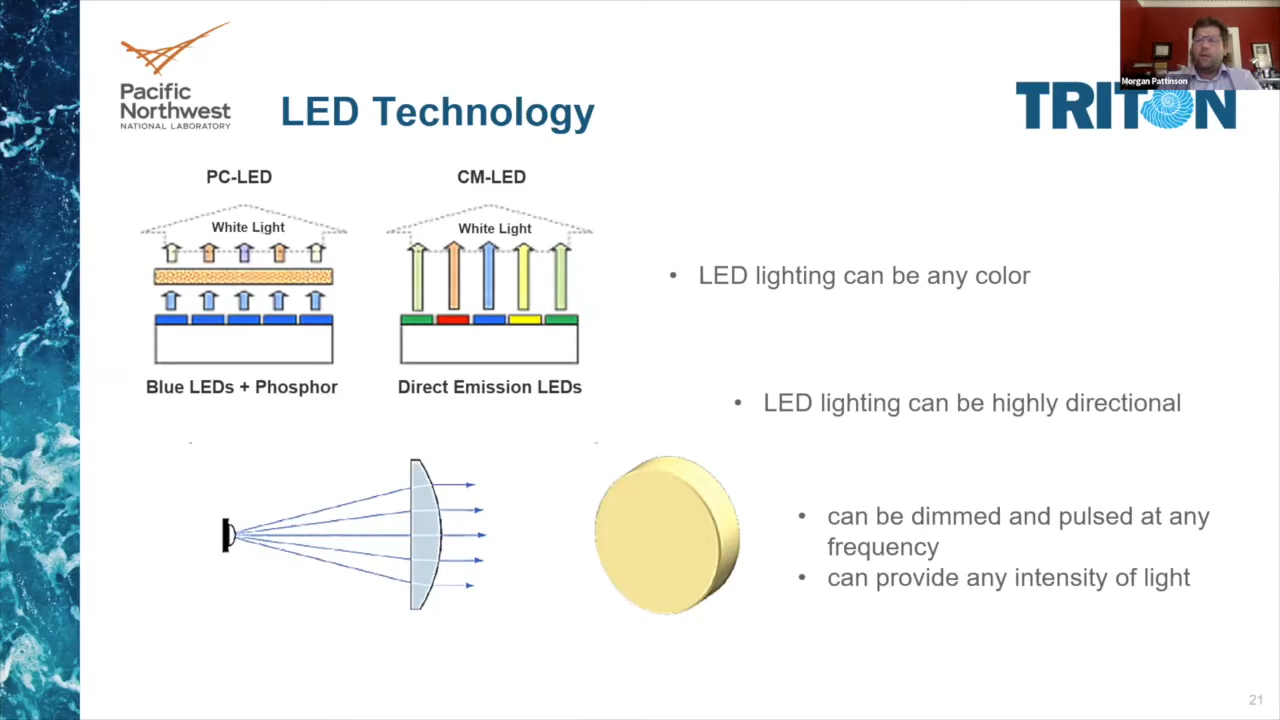 Morgan Pattinson
Pacific
Northwest
NATIONAL LABORATORY
LED Technology
TRITON
PC-LED
CM-LED
White Light
White Light
Blue LEDs + Phosphor
Direct Emission LEDs
• LED lighting can be any color
• LED lighting can be highly directional
• can be dimmed and pulsed at any
frequency
• can provide any intensity of light
21